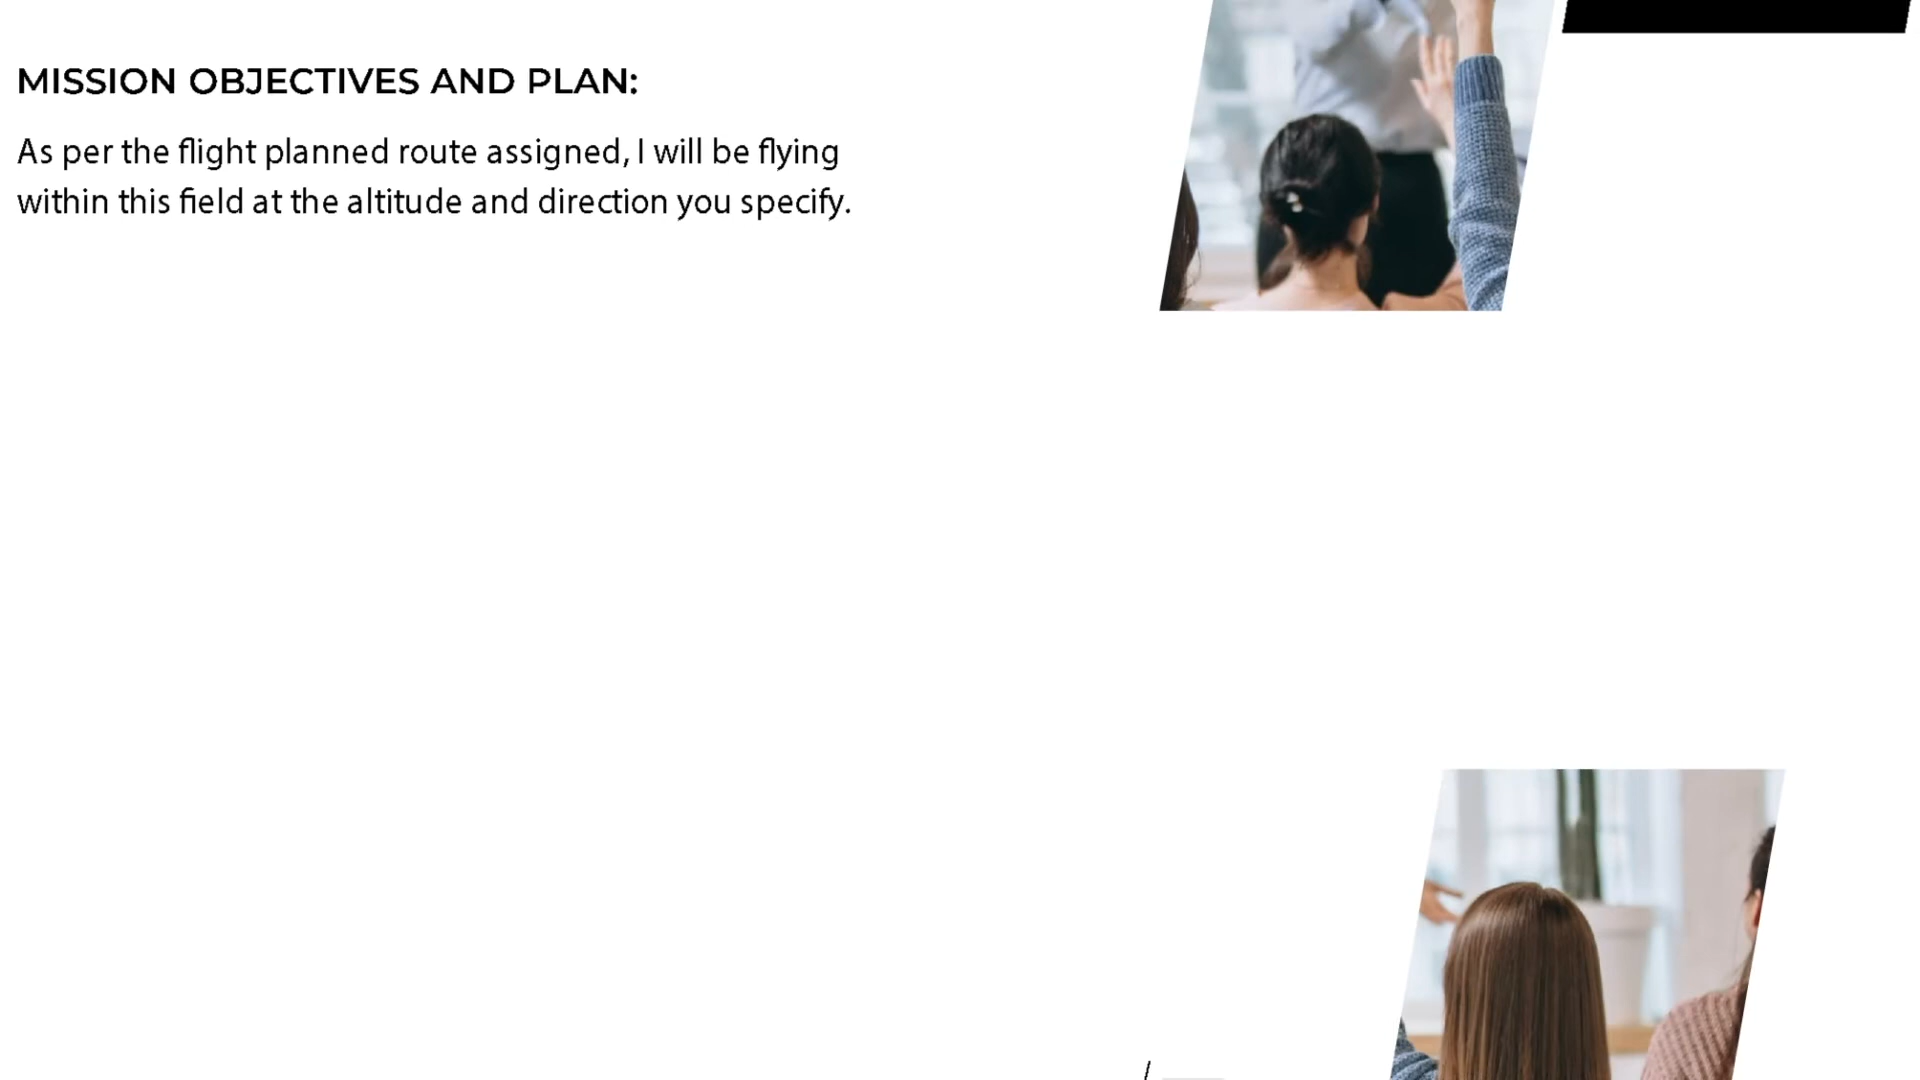 MISSION OBJECTIVES AND PLAN:
As per the flight planned route assigned, I will be flying
within this field at the altitude and direction you specify.